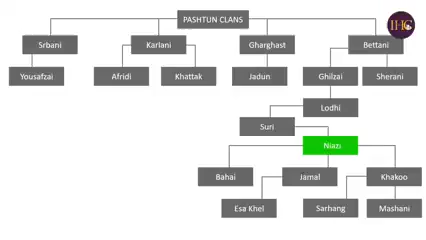 PASHTUN CLANS
IHG
Srbani
Karlani
Gharghast
Bettani
Yousafzai
Afridi
Khattak
Jadun
Ghilzai
Sherani
Lodhi
Suri
Niazi
Bahai
Jamal
Khakoo
Esa Khel
Sarhang
Mashani